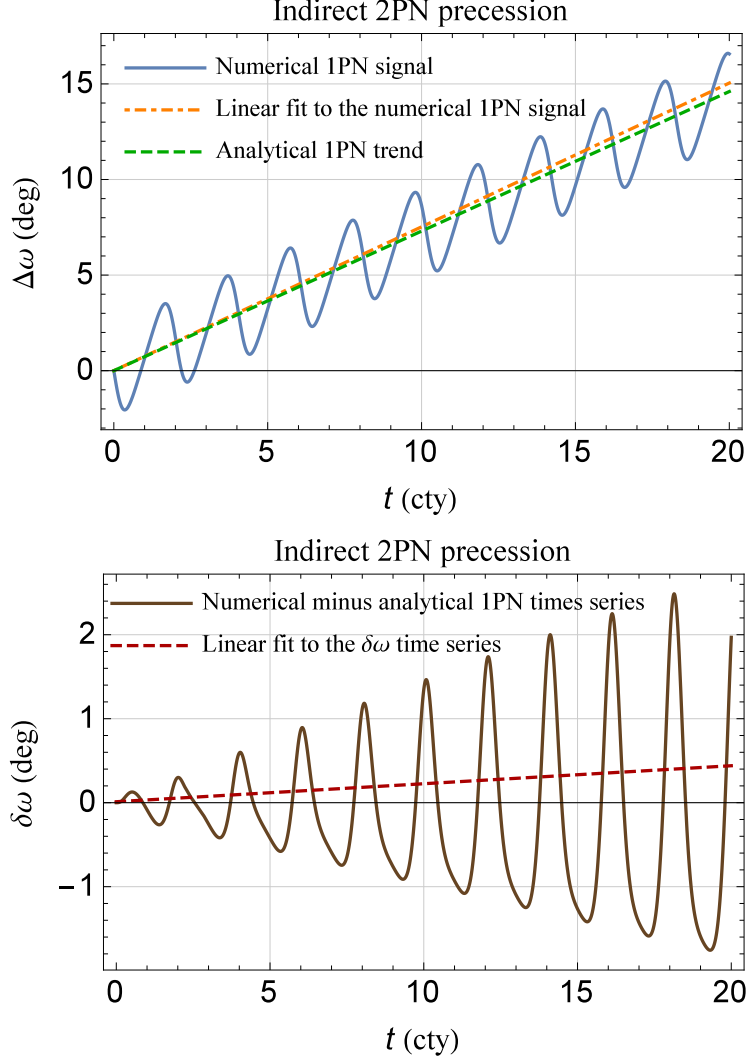 Indirect 2PN precession
Numerical 1PN signal
Linear fit to the numerical 1PN signal
Analytical 1PN trend
15
10
5
0
Δω (deg)
0 5 10 15 20
t (cty)
Indirect 2PN precession
Numerical minus analytical 1PN times series
Linear fit to the δω time series
2
1
0
−1
δω (deg)
0 5 10 15 20
t (cty)